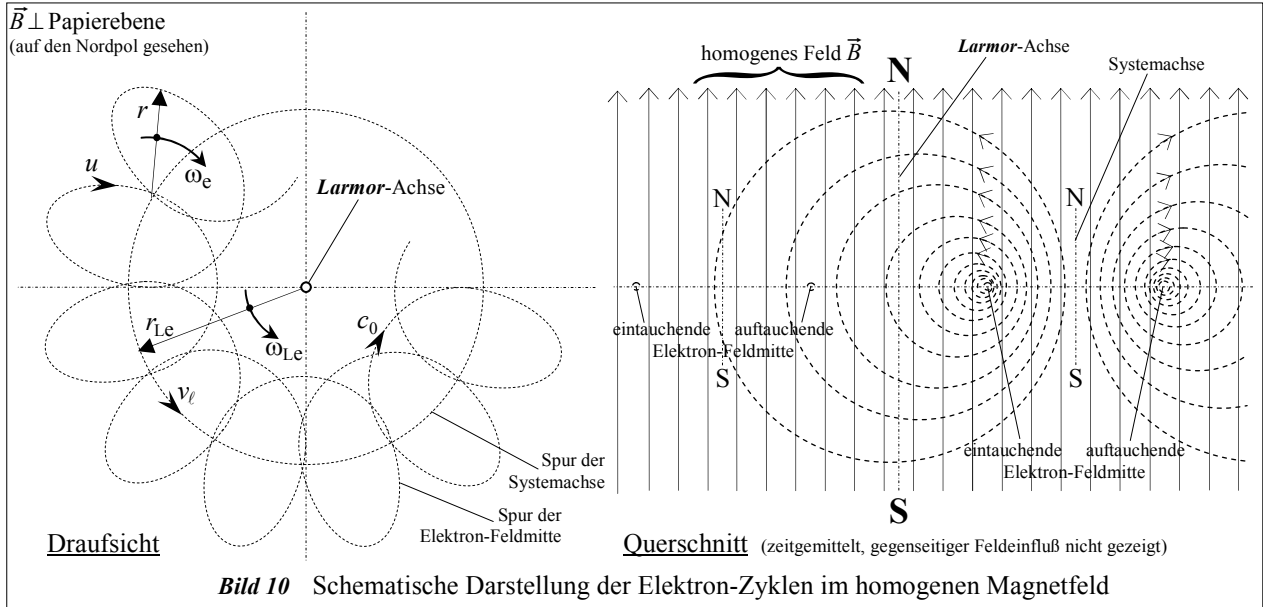 B⃗ ⊥ Papierebene
(auf den Nordpol gesehen)
r
ωe
u
Larmor-Achse
rLe
ωLe
c0
vℓ
Spur der
Systemachse
Spur der
Elektron-Feldmitte
Draufsicht
homogenes Feld B⃗
N
Larmor-Achse
Systemachse
N
N
eintauchende
auftauchende
Elektron-Feldmitte
S
S
eintauchende
auftauchende
Elektron-Feldmitte
S
Querschnitt (zeitgemittelt, gegenseitiger Feldeinfluß nicht gezeigt)
Bild 10 Schematische Darstellung der Elektron-Zyklen im homogenen Magnetfeld